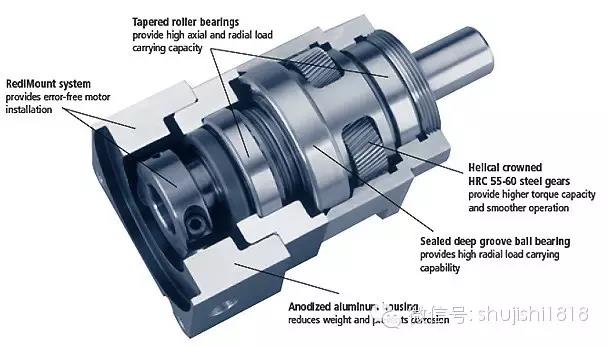 Tapered roller bearings
provide high axial and radial load
carrying capacity
RediMount system
provides error-free motor
installation
Helical crowned
HRC 55-60 steel gears
provide higher torque capacity
and smoother operation
Sealed deep groove ball bearing
provides high radial load carrying
capability
Anodized aluminum housing
reduces weight and prevents corrosion
微信号: shujishi1818